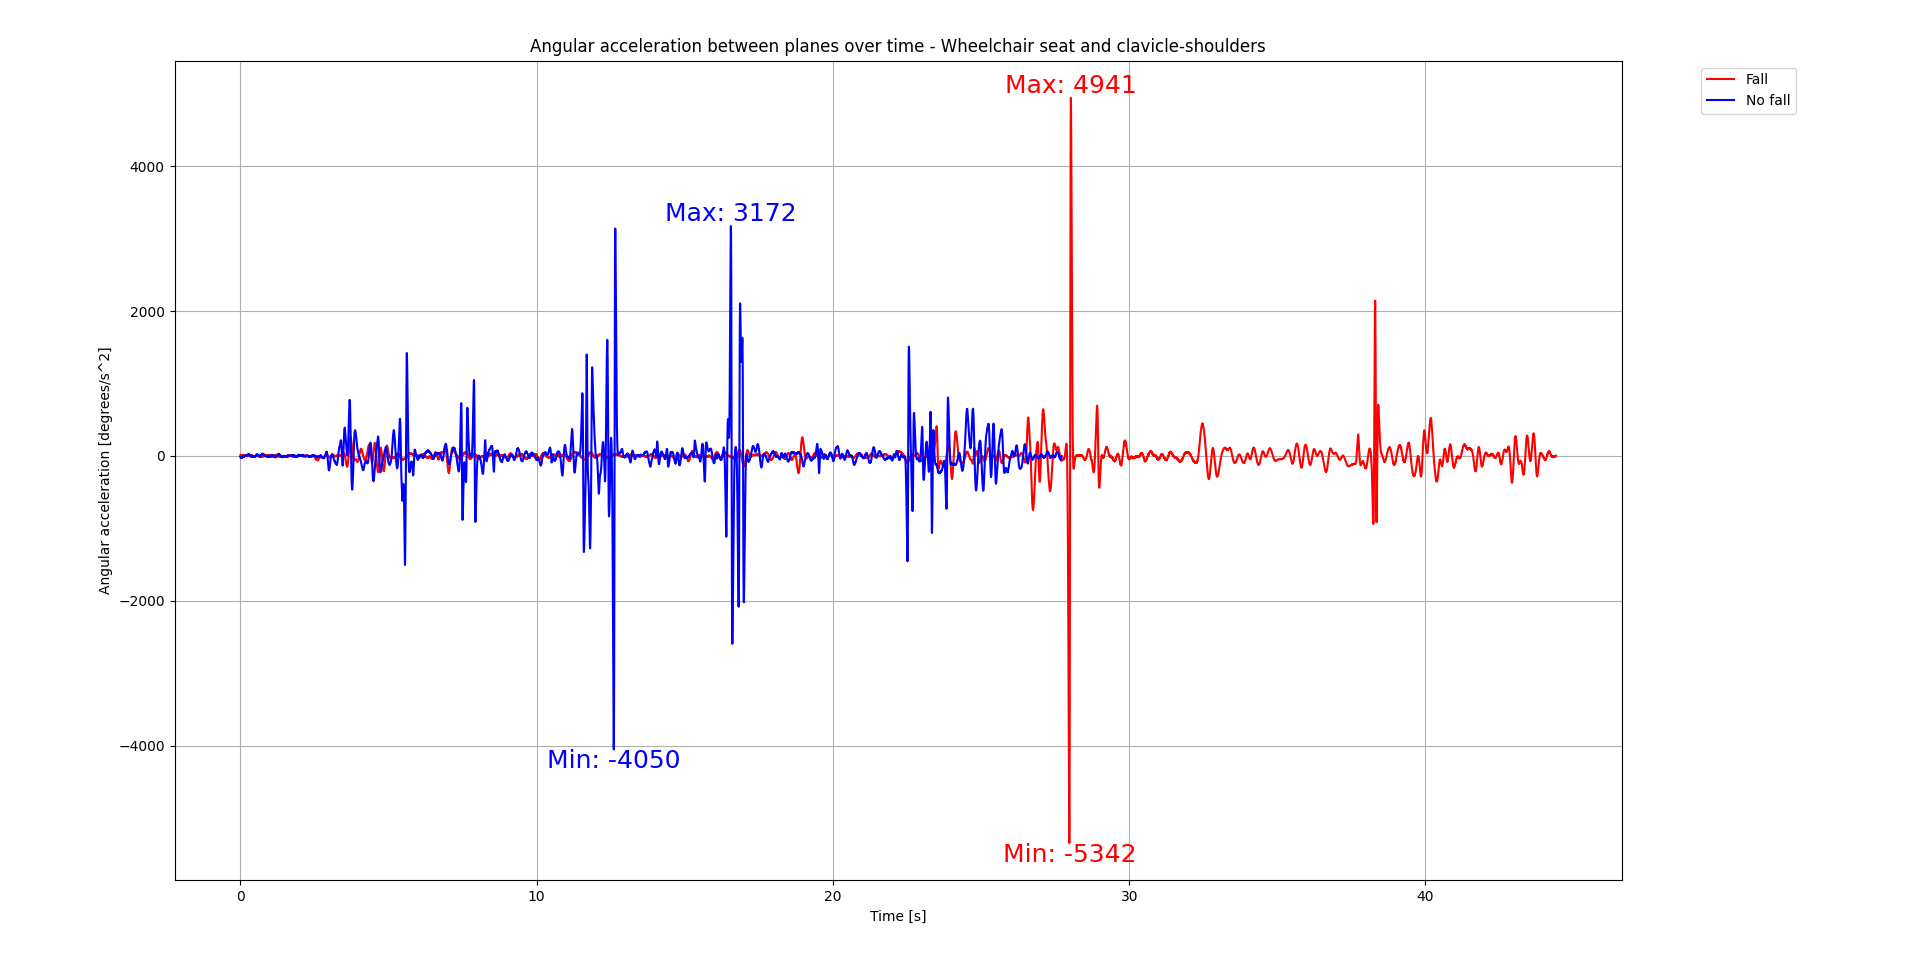 Angular acceleration between planes over time - Wheelchair seat and clavicle-shoulders
Max: 4941
Fall
No fall
Max: 3172
4000
2000
0
−2000
−4000
Angular acceleration [degrees/s^2]
Min: -4050
Min: -5342
0 10 20 30 40
Time [s]